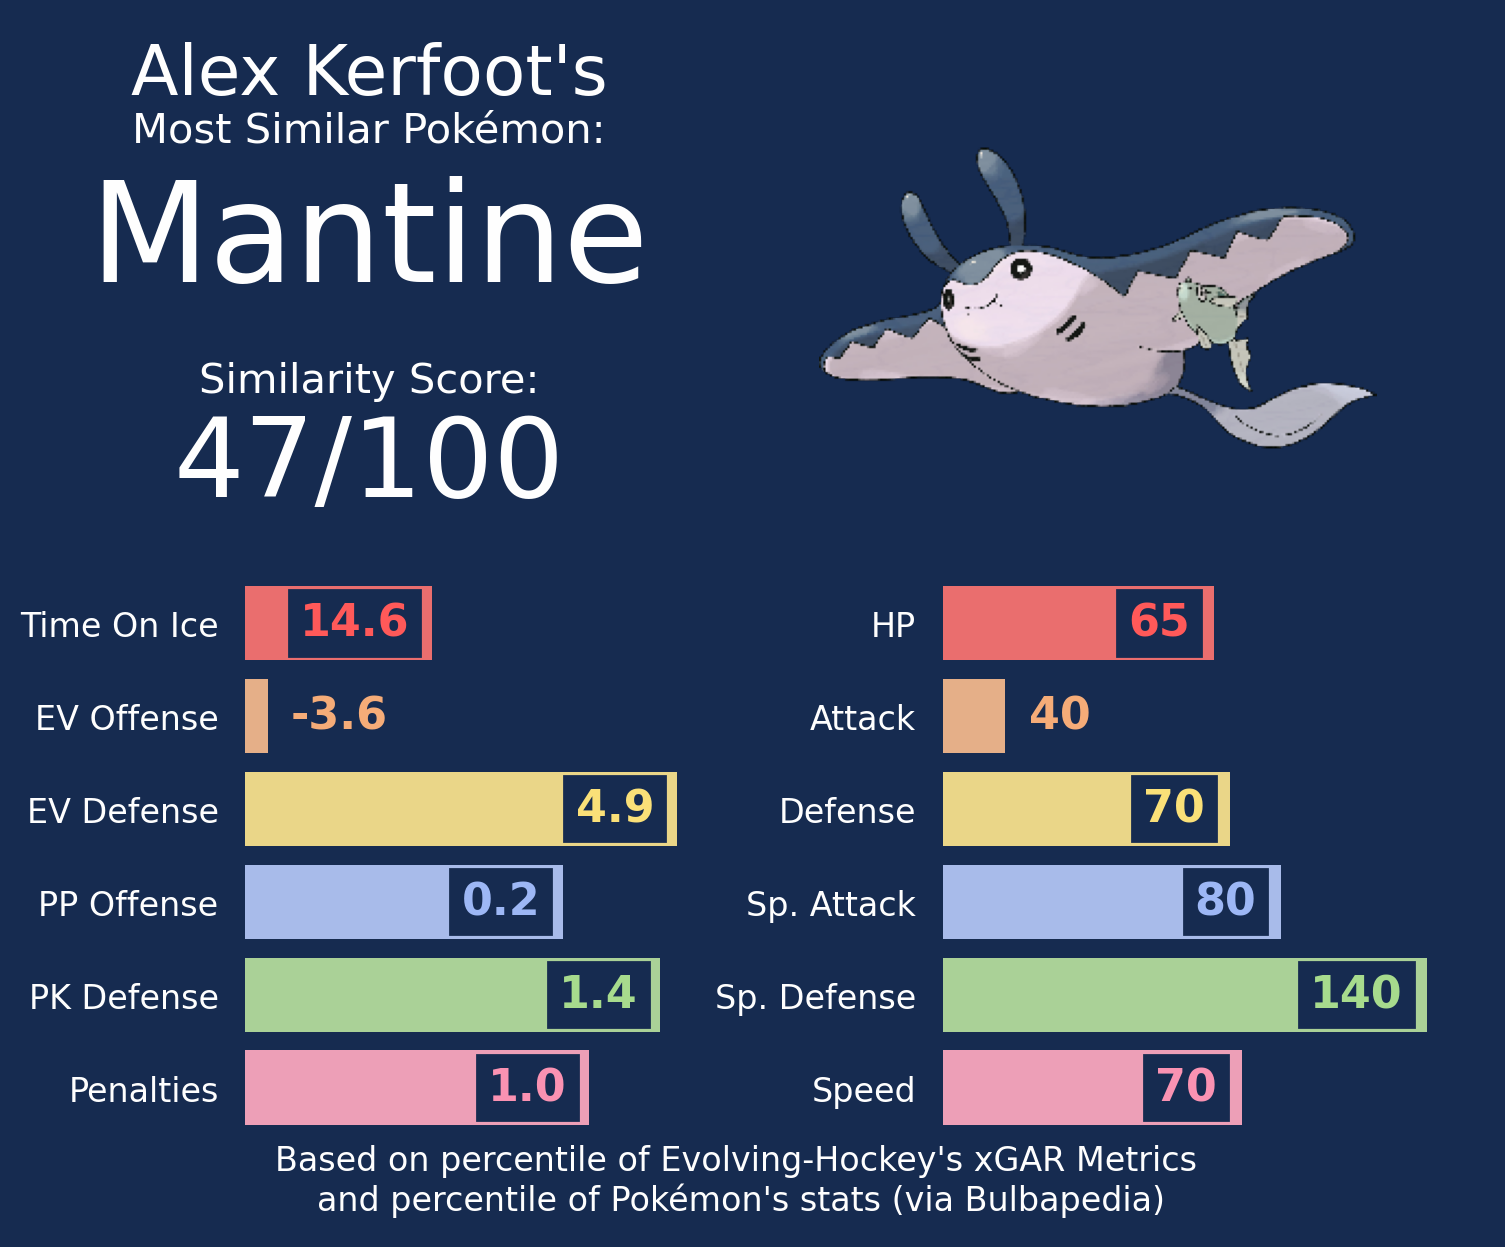 Alex Kerfoot's
Most Similar Pokémon:
Mantine
Similarity Score:
47/100
Time On Ice 14.6
EV Offense -3.6
EV Defense 4.9
PP Offense 0.2
PK Defense 1.4
Penalties 1.0
HP 65
Attack 40
Defense 70
Sp. Attack 80
Sp. Defense 140
Speed 70
Based on percentile of Evolving-Hockey's xGAR Metrics
and percentile of Pokémon's stats (via Bulbapedia)